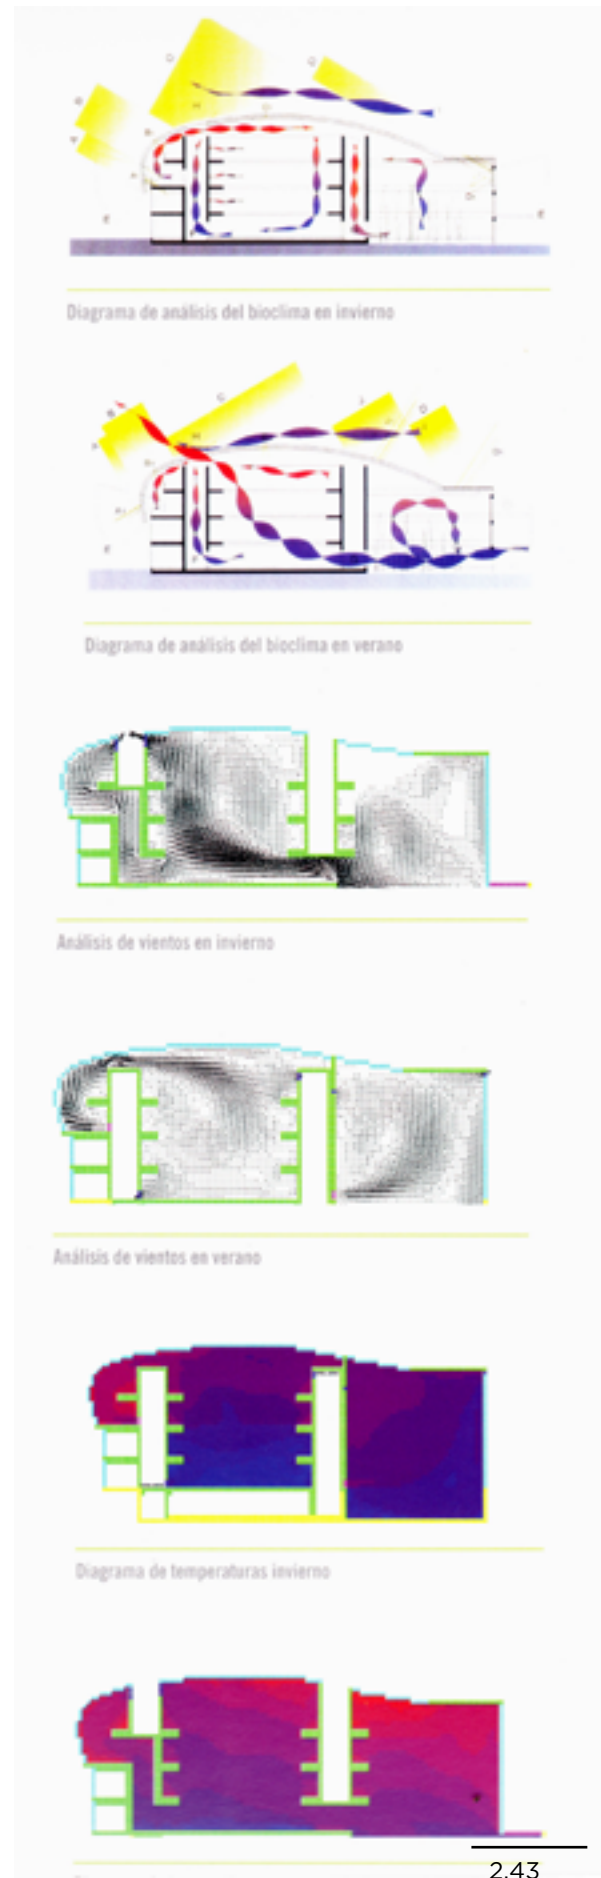 Diagrama de análisis del bioclima en invierno
Diagrama de análisis del bioclima en verano
Análisis de vientos en invierno
Análisis de vientos en verano
Diagrama de temperaturas invierno
2.43